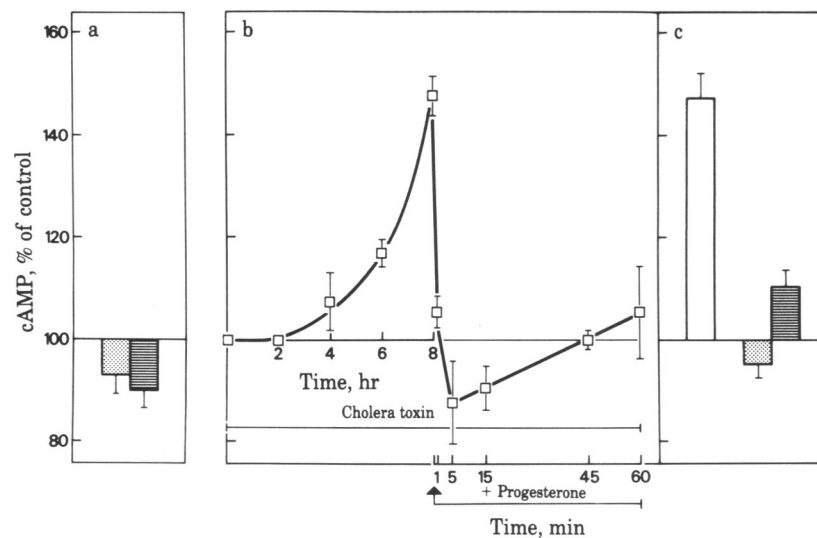 a
b
c
160
140
120
100
80
cAMP, % of control
2
4
6
8
Time, hr
Cholera toxin
1 5 15 45 60
+ Progesterone
Time, min